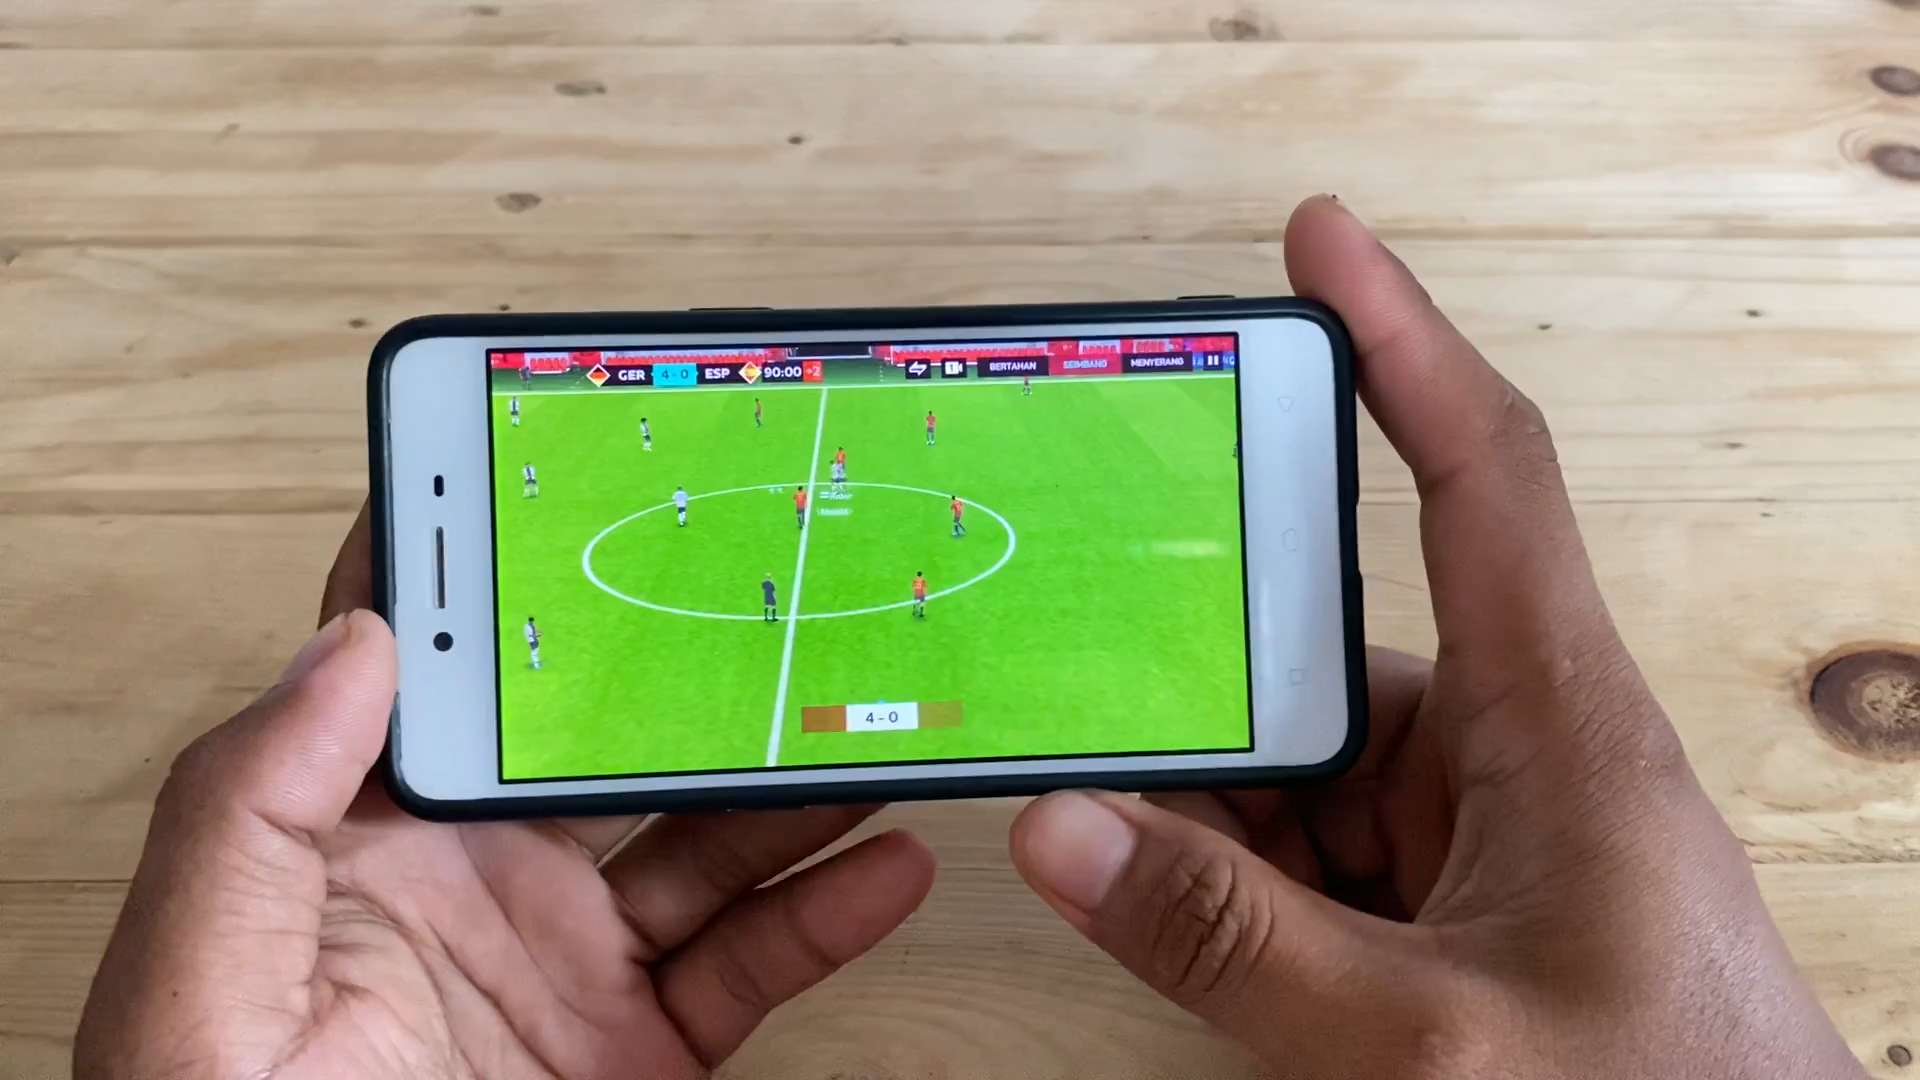 GER 4 - 0 ESP 90:00 +2
BERTAHAN SEIMBANG MENYERANG
4 - 0